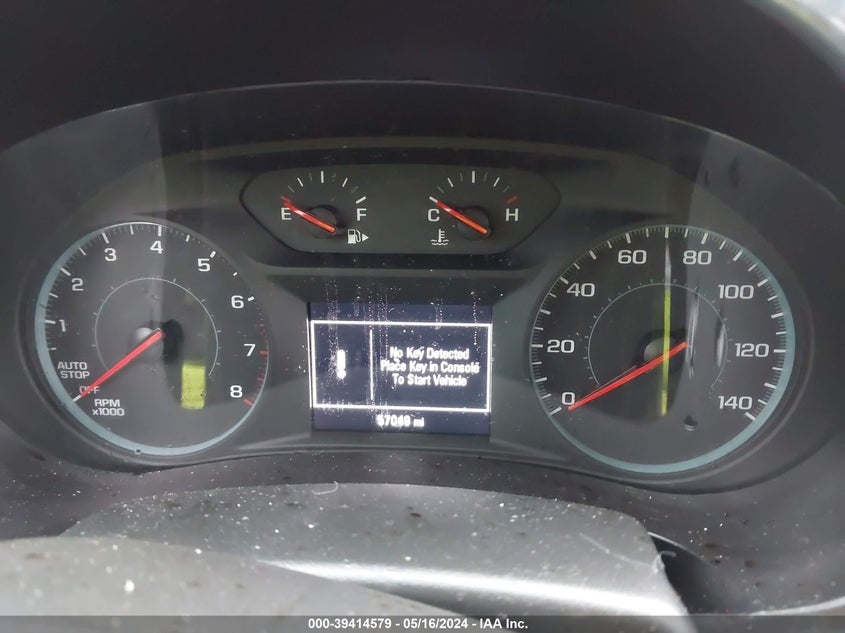 E F
C H
1 2 3 4 5 6 7 8
AUTO
STOP
OFF
RPM
x1000
No Key Detected
Place Key in Console
To Start Vehicle
mi
0 20 40 60 80 100 120 140
000-39414579 / 05/16/2024 - IAA Inc.